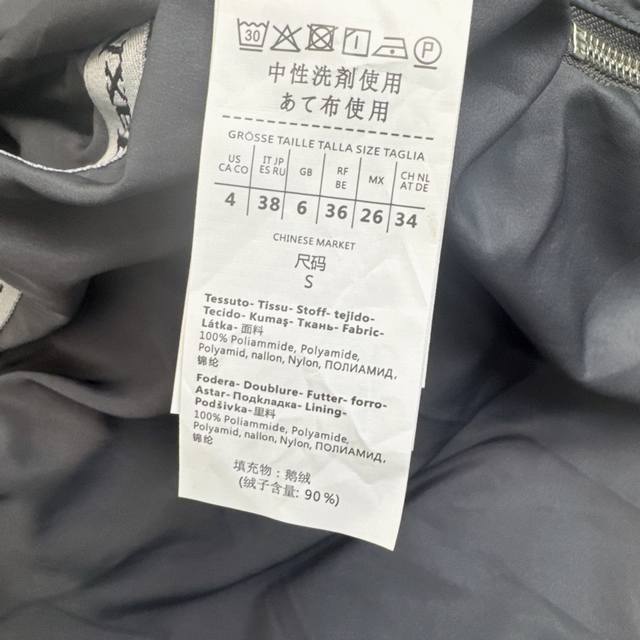 30 P
中性洗剤使用
あて布使用
GRÖSSE TAILLE TALLA SIZE TAGLIA
US CA CO | IT JP ES RU | GB | RF BE | MX | CH NL AT DE
4 | 38 | 6 | 36 | 26 | 34
CHINESE MARKET
尺码
S
Tessuto- Tissu- Stoff- tejido-
Tecido- Kumaş- Ткань- Fabric-
Látka- 面料
100% Poliammide, Polyamide,
Polyamid, nallon, Nylon, ПОЛИАМИД,
锦纶
Fodera- Doublure- Futter- forro-
Astar- Подкладка- Lining-
Podšívka- 里料
100% Poliammide, Polyamide,
Polyamid, nallon, Nylon, ПОЛИАМИД,
锦纶
填充物：鹅绒
(绒子含量: 90%)